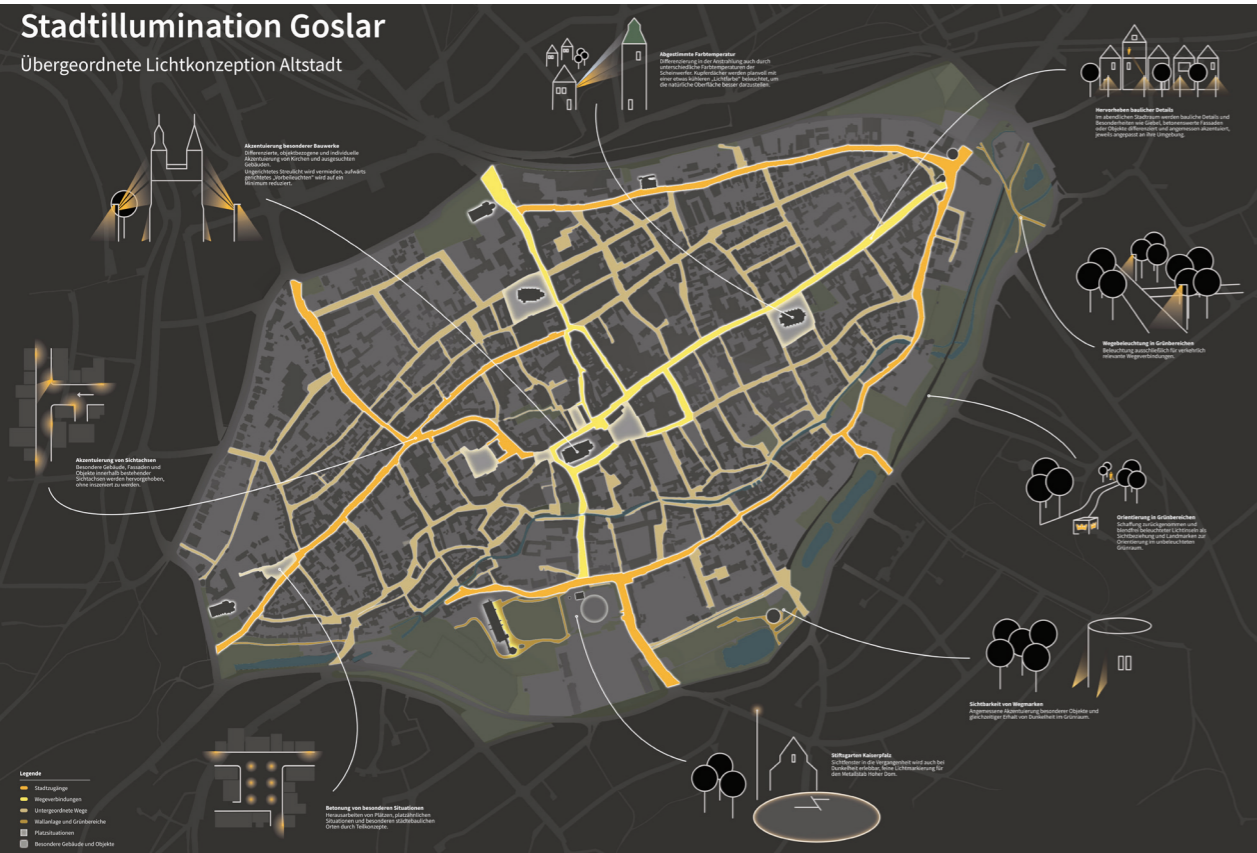 Stadtillumination Goslar
Übergeordnete Lichtkonzeption Altstadt
Abgestimmte Farbtemperatur
Differenzierung in der Anstrahlung auch durch
unterschiedliche Farbtemperaturen der
Scheinwerfer. Kupferdächer werden planvoll mit
einer etwas kühleren „Lichtfarbe“ beleuchtet, um
die natürliche Oberfläche besser darzustellen.
Hervorheben baulicher Details
Im abendlichen Stadtraum werden bauliche Details und
Besonderheiten wie Giebel, betonenswerte Fassaden
oder Objekte differenziert und angemessen akzentuiert,
jeweils angepasst an ihre Umgebung.
Akzentuierung besonderer Bauwerke
Differenzierte, objektbezogene und individuelle
Akzentuierung von Kirchen und ausgesuchten
Gebäuden.
Ungerichtetes Streulicht wird vermieden, aufwärts
gerichtetes „Vorbeileuchten“ wird auf ein
Minimum reduziert.
Wegebeleuchtung in Grünbereichen
Beleuchtung ausschließlich für verkehrlich
relevante Wegeverbindungen.
Akzentuierung von Sichtachsen
Besondere Gebäude, Fassaden und
Objekte innerhalb bestehender
Sichtachsen werden hervorgehoben,
ohne inszeniert zu werden.
Orientierung in Grünbereichen
Schaffung zurückgenommen und
blendfrei beleuchteter Lichtinseln als
Sichtbeziehung und Landmarken zur
Orientierung im unbeleuchteten
Grünraum.
Sichtbarkeit von Wegmarken
Angemessene Akzentuierung besonderer Objekte und
gleichzeitiger Erhalt von Dunkelheit im Grünraum.
Stiftsgarten Kaiserpfalz
Sichtfenster in die Vergangenheit wird auch bei
Dunkelheit erlebbar, feine Lichtmarkierung für
den Metallstab Hoher Dom.
Betonung von besonderen Situationen
Herausarbeiten von Plätzen, platzähnlichen
Situationen und besonderen städtebaulichen
Orten durch Teilkonzepte.
Legende
Stadtzugänge
Wegeverbindungen
Untergeordnete Wege
Wallanlage und Grünbereiche
Platzsituationen
Besondere Gebäude und Objekte